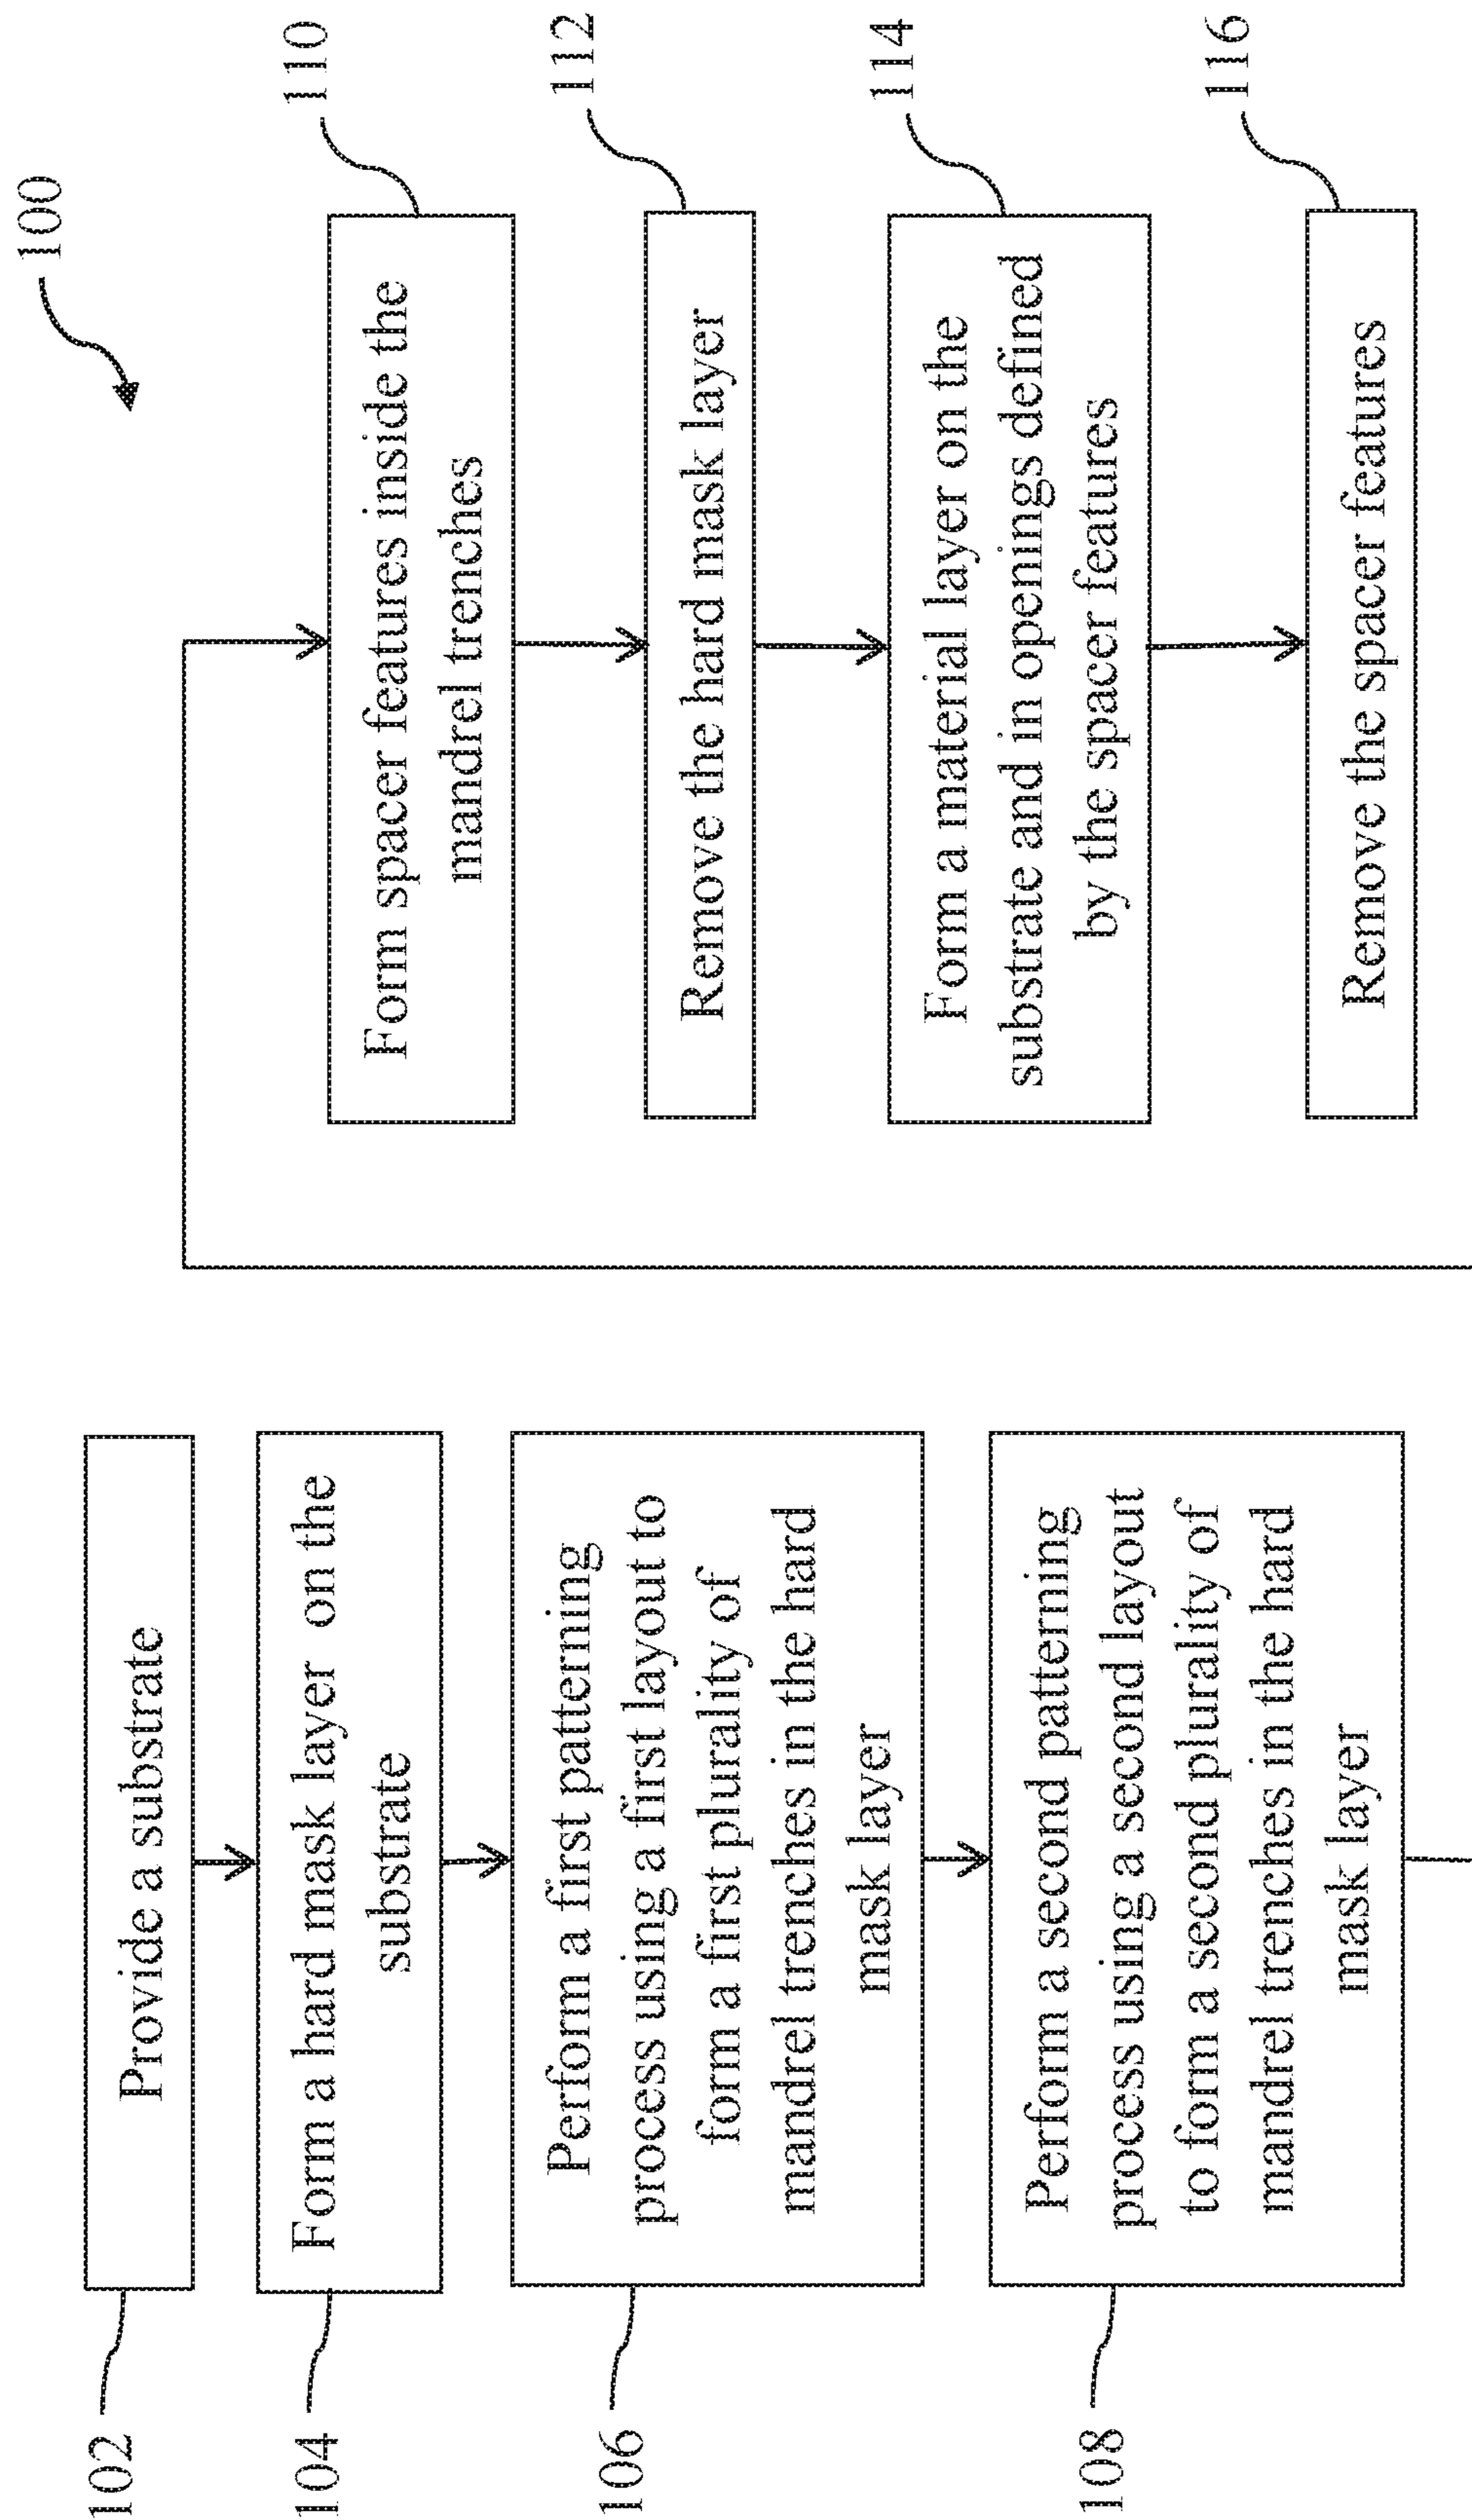 100
102
Provide a substrate
104
Form a hard mask layer on the
substrate
106
Perform a first patterning
process using a first layout to
form a first plurality of
mandrel trenches in the hard
mask layer
108
Perform a second patterning
process using a second layout
to form a second plurality of
mandrel trenches in the hard
mask layer
110
Form spacer features inside the
mandrel trenches
112
Remove the hard mask layer
114
Form a material layer on the
substrate and in openings defined
by the spacer features
116
Remove the spacer features